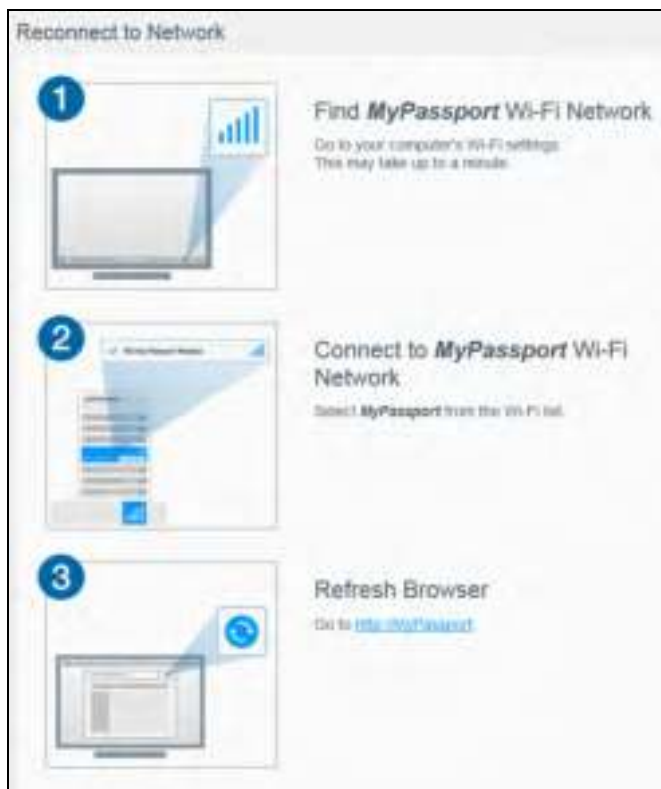 Reconnect to Network
1
Find MyPassport Wi-Fi Network
Go to your computer's Wi-Fi settings.
This may take up to a minute.
2
Connect to MyPassport Wi-Fi
Network
Select MyPassport from the Wi-Fi list.
3
Refresh Browser
Go to http://MyPassport